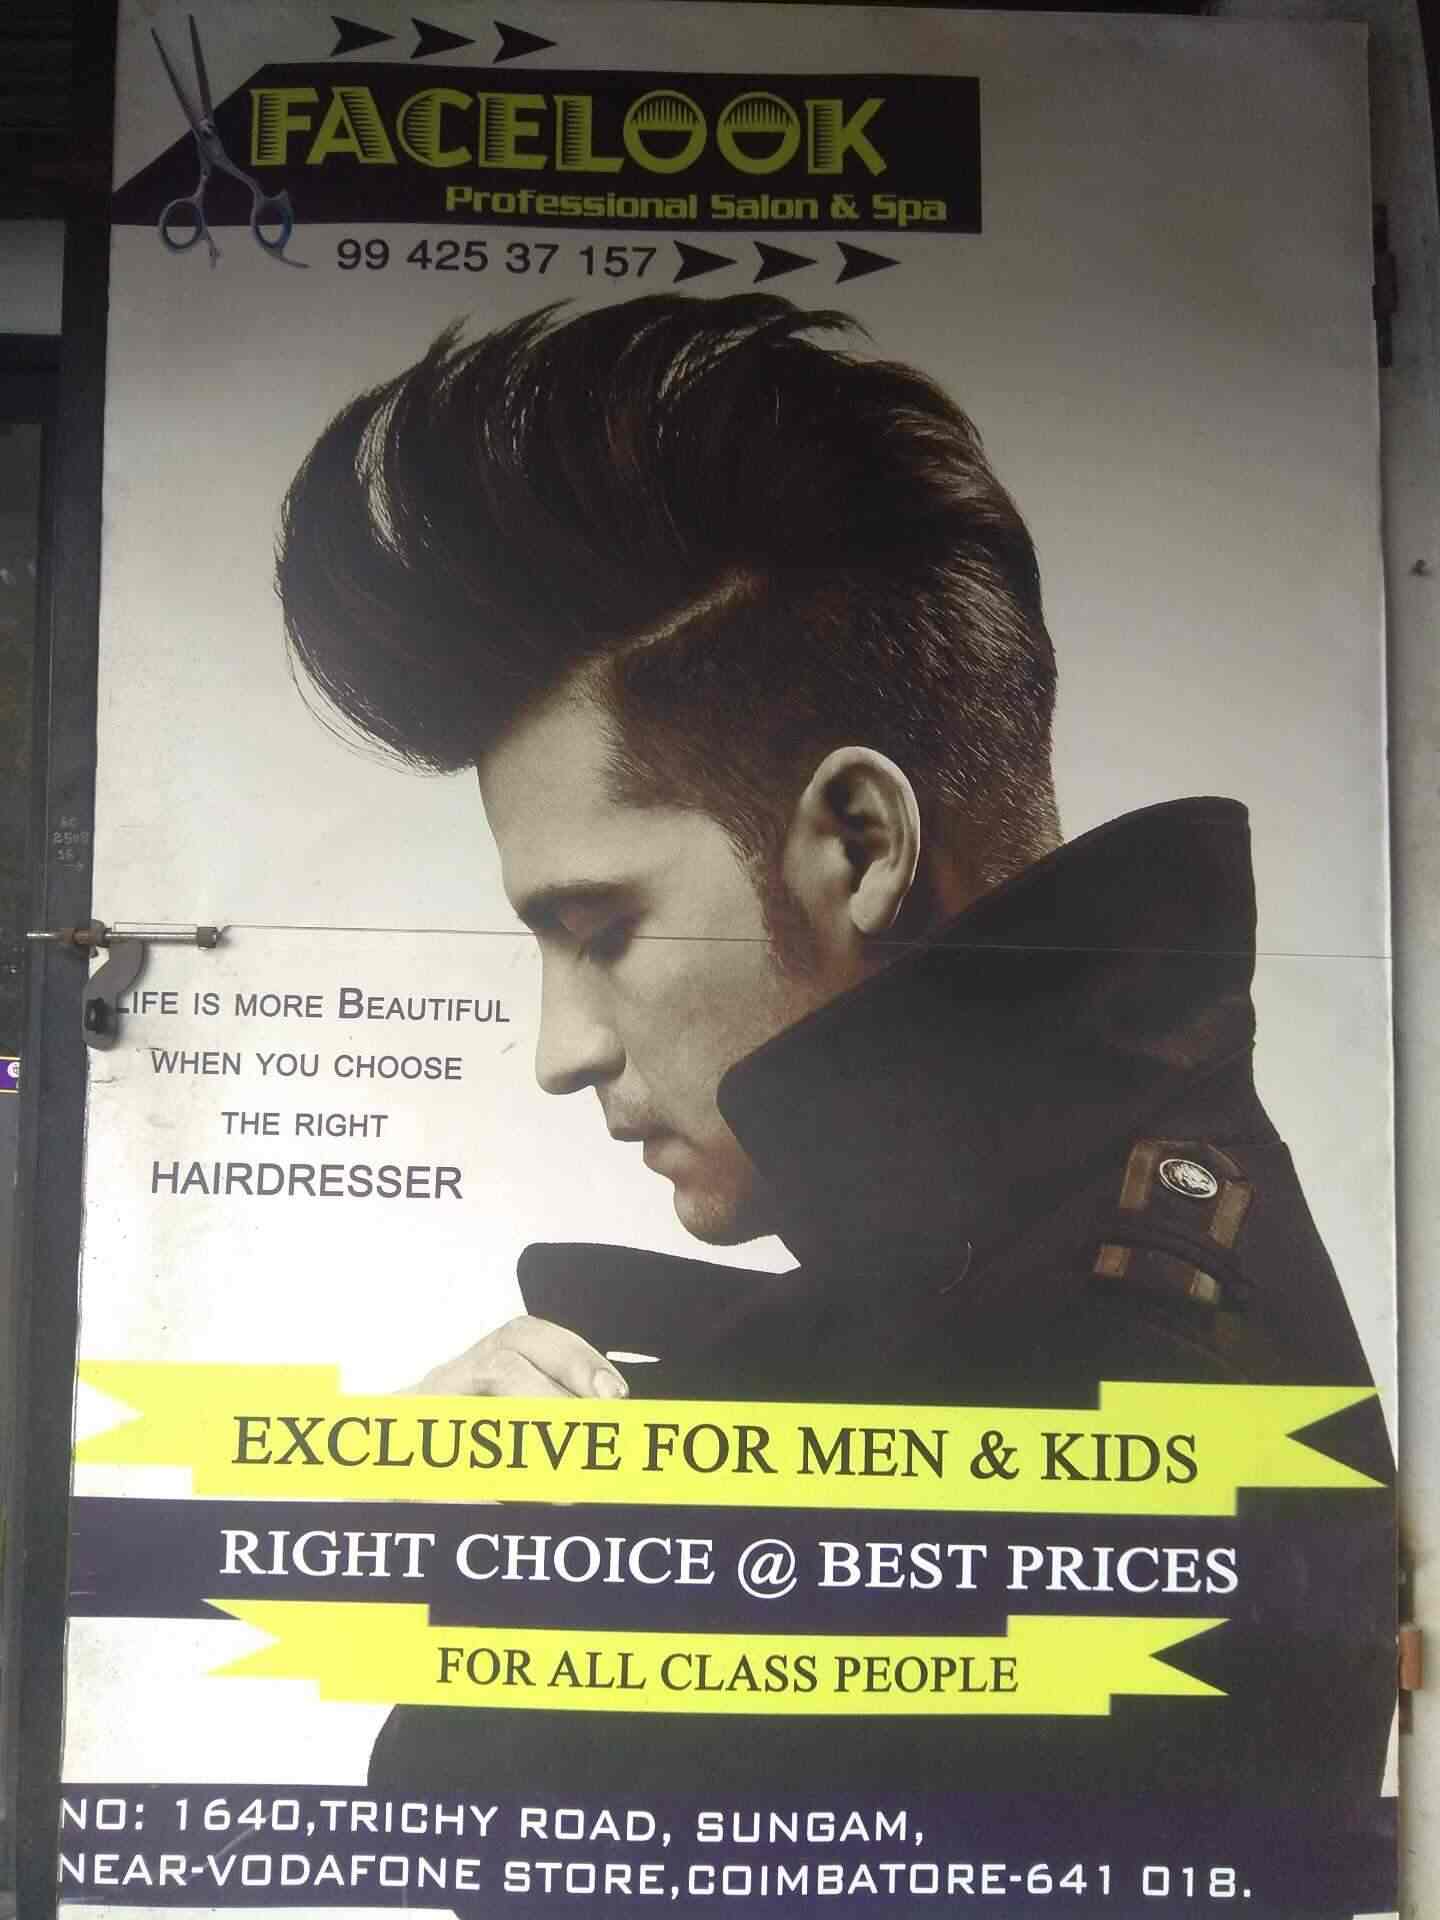 FACELOOK
Professional Salon & Spa
99 425 37 157
LIFE IS MORE BEAUTIFUL
WHEN YOU CHOOSE
THE RIGHT
HAIRDRESSER
EXCLUSIVE FOR MEN & KIDS
RIGHT CHOICE @ BEST PRICES
FOR ALL CLASS PEOPLE
NO: 1640,TRICHY ROAD, SUNGAM,
NEAR-VODAFONE STORE,COIMBATORE-641 018.